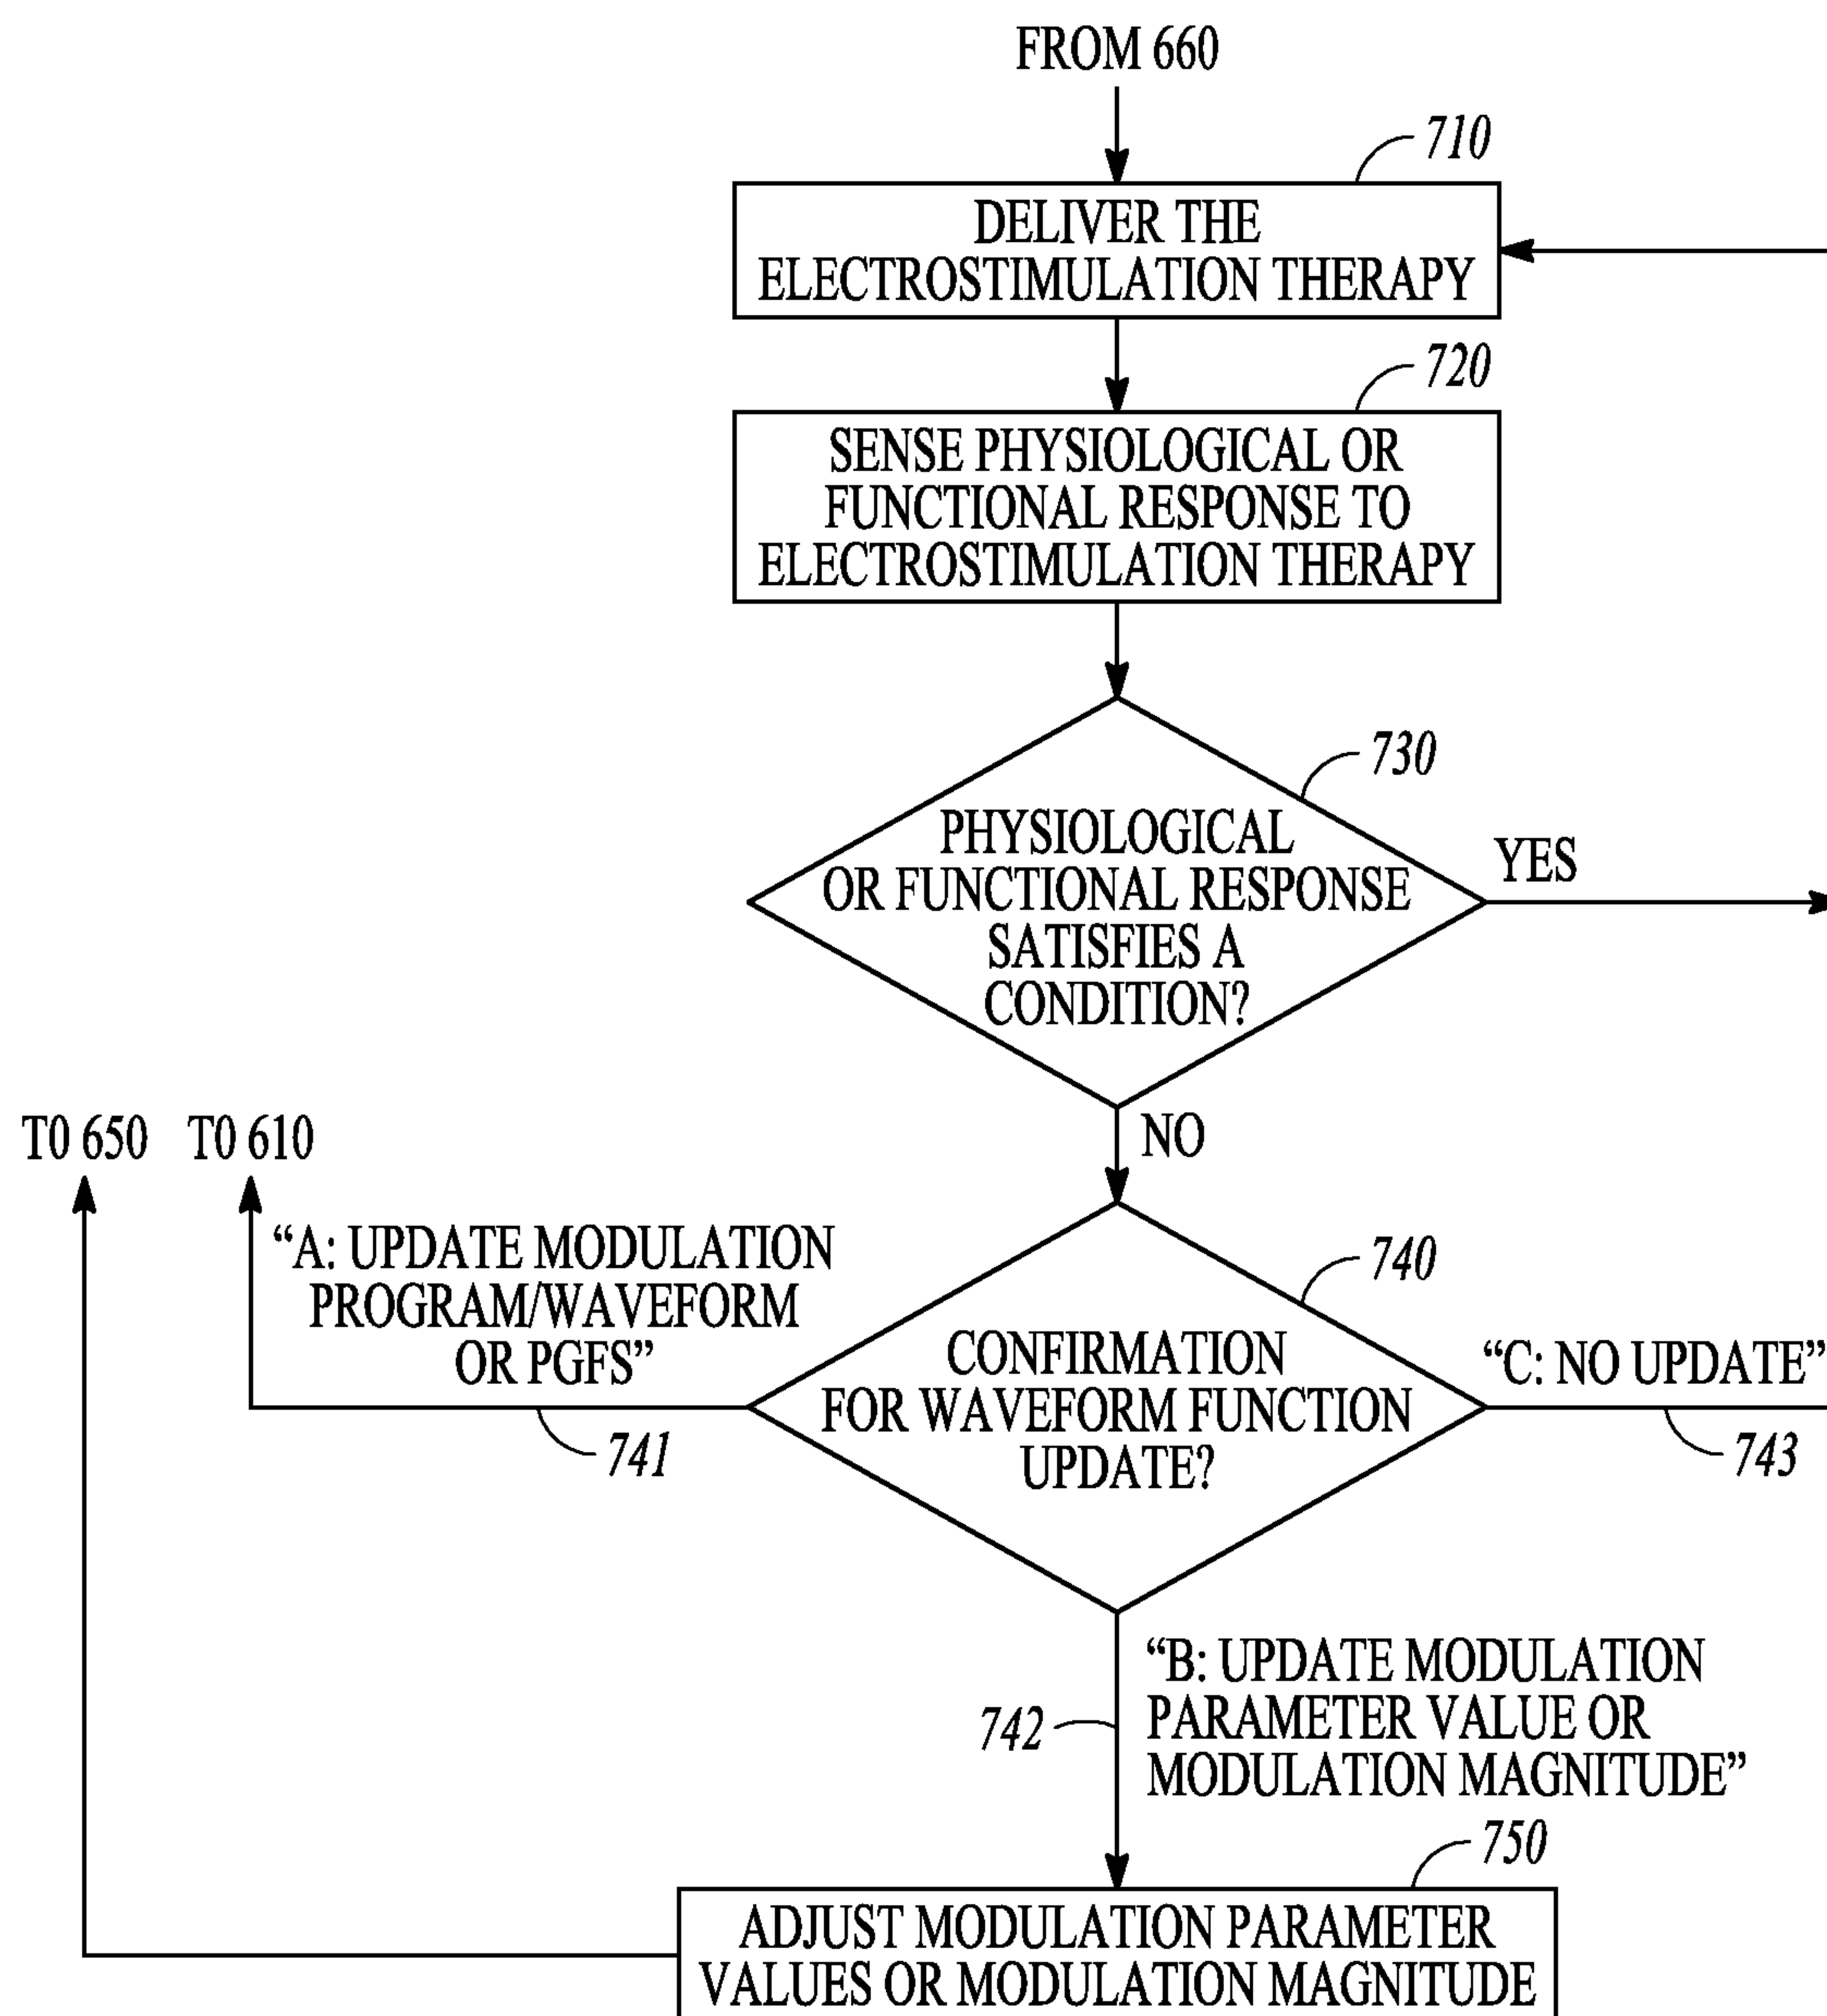 FROM 660
710
DELIVER THE
ELECTROSTIMULATION THERAPY
720
SENSE PHYSIOLOGICAL OR
FUNCTIONAL RESPONSE TO
ELECTROSTIMULATION THERAPY
730
PHYSIOLOGICAL
OR FUNCTIONAL RESPONSE
SATISFIES A
CONDITION?
YES
NO
T0 650
T0 610
“A: UPDATE MODULATION
PROGRAM/WAVEFORM
OR PGFS”
741
740
CONFIRMATION
FOR WAVEFORM FUNCTION
UPDATE?
“C: NO UPDATE”
743
742
“B: UPDATE MODULATION
PARAMETER VALUE OR
MODULATION MAGNITUDE”
750
ADJUST MODULATION PARAMETER
VALUES OR MODULATION MAGNITUDE